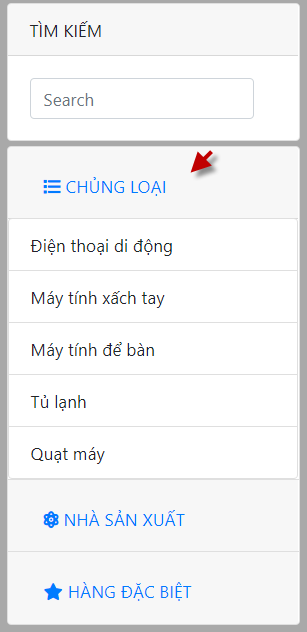 TÌM KIẾM
Search
CHỦNG LOẠI
Điện thoại di động
Máy tính xấch tay
Máy tính để bàn
Tủ lạnh
Quạt máy
NHÀ SẢN XUẤT
HÀNG ĐẶC BIỆT